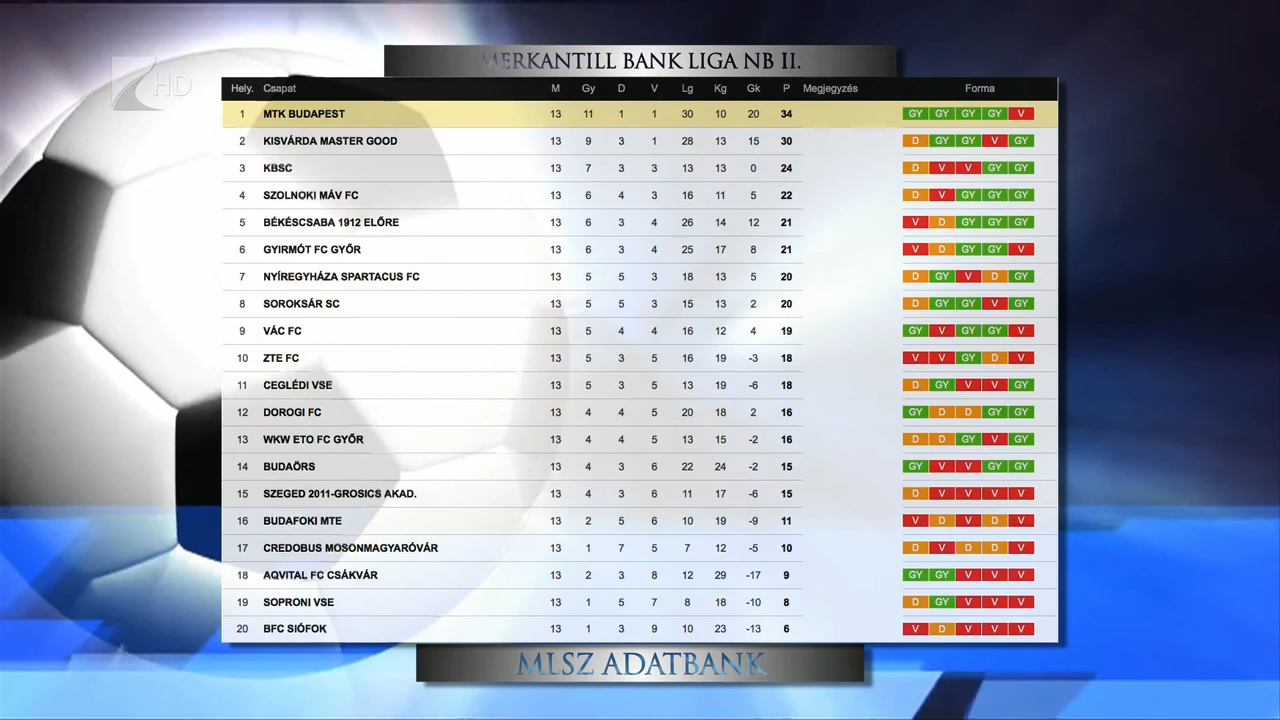 MERKANTILL BANK LIGA NB II.
HD
Hely. Csapat M Gy D V Lg Kg Gk P Megjegyzés Forma
1 MTK BUDAPEST 13 11 1 1 30 10 20 34 GY GY GY GY V
2 KISVÁRDA MASTER GOOD 13 9 3 1 28 13 15 30 D GY GY V GY
3 KBSC 13 7 3 3 13 13 0 24 D V V GY GY
4 SZOLNOKI MÁV FC 13 6 4 3 16 11 5 22 D V GY GY GY
5 BÉKÉSCSABA 1912 ELŐRE 13 6 3 4 26 14 12 21 V D GY GY GY
6 GYIRMÓT FC GYŐR 13 6 3 4 25 17 8 21 V D GY GY V
7 NYÍREGYHÁZA SPARTACUS FC 13 5 5 3 18 13 5 20 D GY V D GY
8 SOROKSÁR SC 13 5 5 3 15 13 2 20 D GY GY V GY
9 VÁC FC 13 5 4 4 16 12 4 19 GY V GY GY V
10 ZTE FC 13 5 3 5 16 19 -3 18 V V GY D V
11 CEGLÉDI VSE 13 5 3 5 13 19 -6 18 D GY V V GY
12 DOROGI FC 13 4 4 5 20 18 2 16 GY D D GY GY
13 WKW ETO FC GYŐR 13 4 4 5 13 15 -2 16 D D GY V GY
14 BUDAÖRS 13 4 3 6 22 24 -2 15 GY V V GY GY
15 SZEGED 2011-GROSICS AKAD. 13 4 3 6 11 17 -6 15 D V V V V
16 BUDAFOKI MTE 13 2 5 6 10 19 -9 11 V D V D V
17 CREDOBUS MOSONMAGYARÓVÁR 13 1 7 5 7 12 -5 10 D V D D V
18 AQVITAL FC CSÁKVÁR 13 2 3 8 12 29 -17 9 GY GY V V V
19 SOPRONI VSE 13 1 5 7 8 18 -10 8 D GY V V V
20 BFC SIÓFOK 13 1 3 9 10 23 -13 6 V D V V V
MLSZ ADATBANK